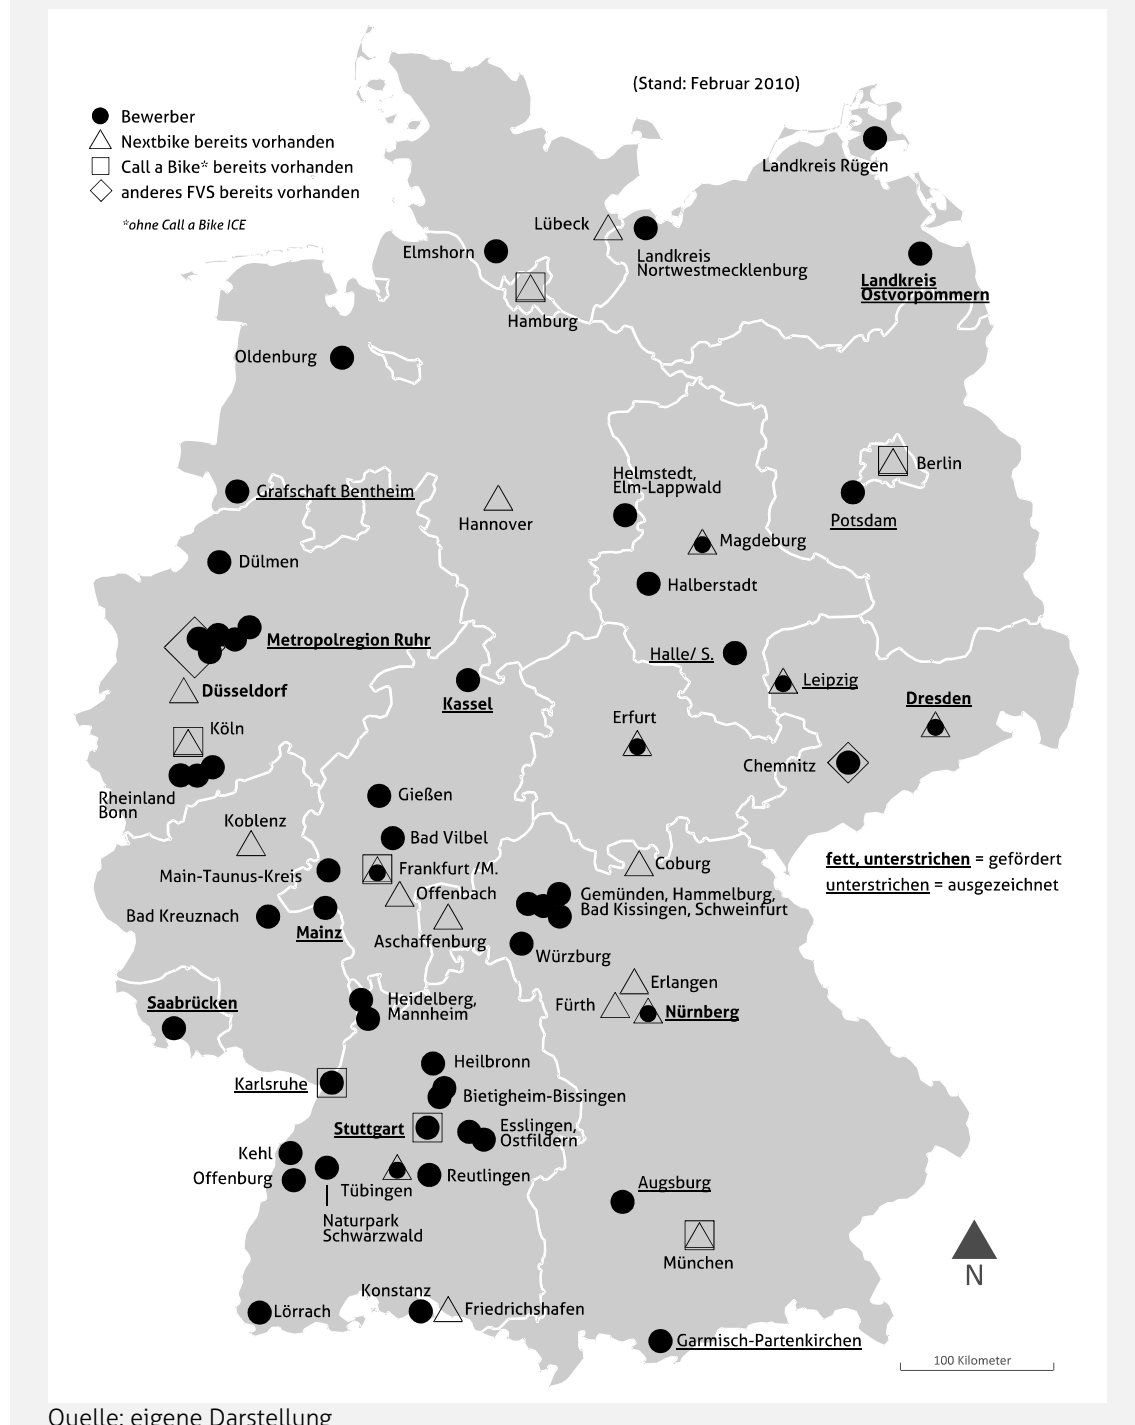 (Stand: Februar 2010)
Bewerber
Nextbike bereits vorhanden
Call a Bike* bereits vorhanden
anderes FVS bereits vorhanden
*ohne Call a Bike ICE
Landkreis Rügen
Lübeck
Landkreis
Nortwestmecklenburg
Elmshorn
Landkreis
Ostvorpommern
Hamburg
Oldenburg
Berlin
Helmstedt,
Elm-Lappwald
Grafschaft Bentheim
Hannover
Potsdam
Magdeburg
Dülmen
Halberstadt
Metropolregion Ruhr
Halle/ S.
Leipzig
Düsseldorf
Kassel
Dresden
Erfurt
Köln
Chemnitz
Rheinland
Bonn
Gießen
Koblenz
Bad Vilbel
Coburg
fett, unterstrichen = gefördert
unterstrichen = ausgezeichnet
Main-Taunus-Kreis
Frankfurt /M.
Offenbach
Gemünden, Hammelburg,
Bad Kissingen, Schweinfurt
Bad Kreuznach
Mainz
Aschaffenburg
Würzburg
Erlangen
Saabrücken
Heidelberg,
Mannheim
Fürth
Nürnberg
Heilbronn
Karlsruhe
Bietigheim-Bissingen
Stuttgart
Esslingen,
Ostfildern
Kehl
Offenburg
Tübingen
Reutlingen
Augsburg
Naturpark
Schwarzwald
München
N
Konstanz
Lörrach
Friedrichshafen
Garmisch-Partenkirchen
100 Kilometer
Quelle: eigene Darstellung